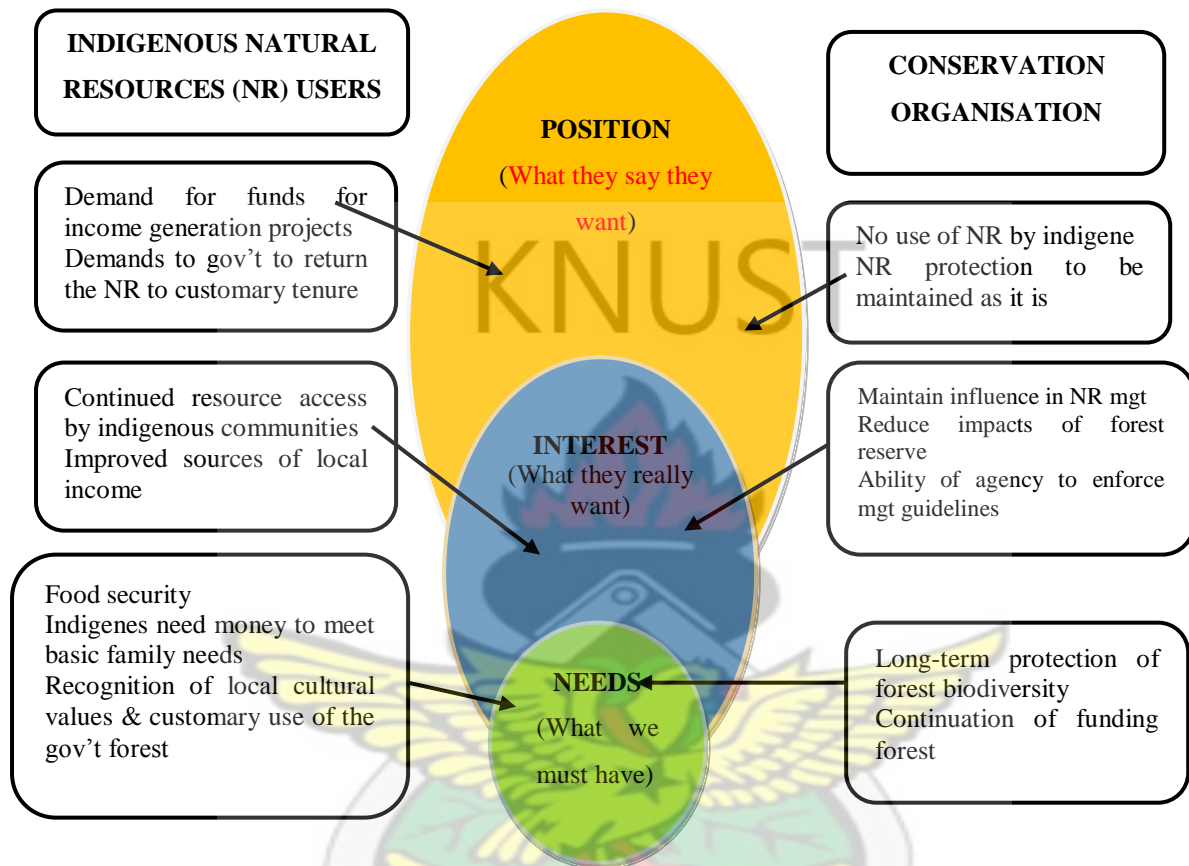 INDIGENOUS NATURAL
RESOURCES (NR) USERS
Demand for funds for
income generation projects
Demands to gov't to return
the NR to customary tenure
Continued resource access
by indigenous communities
Improved sources of local
income
Food security
Indigenes need money to meet
basic family needs
Recognition of local cultural
values & customary use of the
gov't forest
POSITION
(What they say they
want)
KNUST
INTEREST
(What they really
want)
NEEDS
(What we
must have)
CONSERVATION
ORGANISATION
No use of NR by indigene
NR protection to be
maintained as it is
Maintain influence in NR mgt
Reduce impacts of forest
reserve
Ability of agency to enforce
mgt guidelines
Long-term protection of
forest biodiversity
Continuation of funding
forest